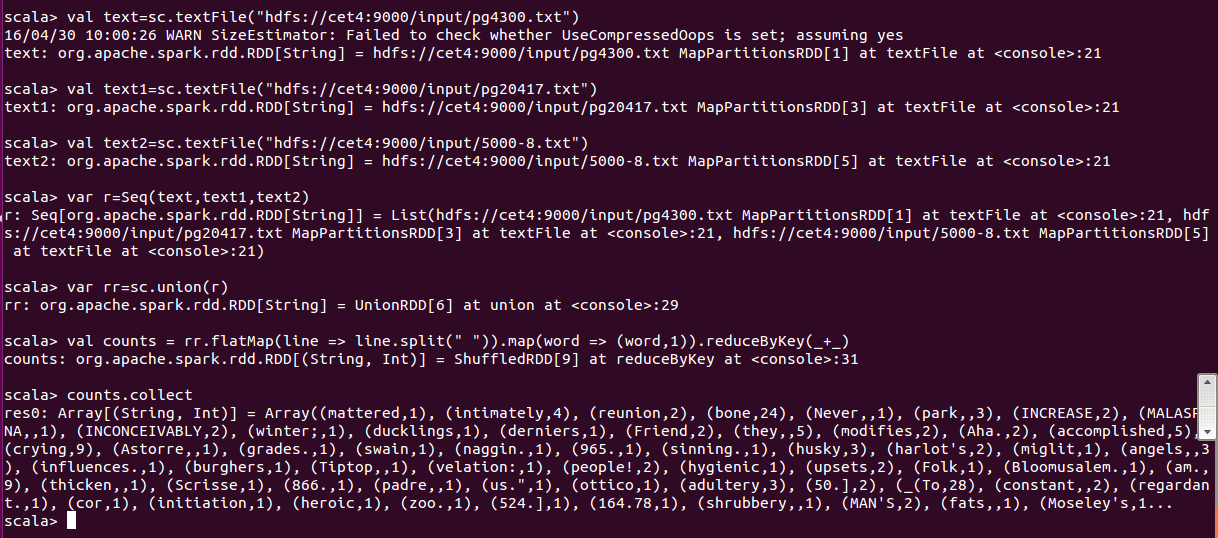 scala> val text=sc.textFile("hdfs://cet4:9000/input/pg4300.txt")
16/04/30 10:00:26 WARN SizeEstimator: Failed to check whether UseCompressedOops is set; assuming yes
text: org.apache.spark.rdd.RDD[String] = hdfs://cet4:9000/input/pg4300.txt MapPartitionsRDD[1] at textFile at <console>:21
scala> val text1=sc.textFile("hdfs://cet4:9000/input/pg20417.txt")
text1: org.apache.spark.rdd.RDD[String] = hdfs://cet4:9000/input/pg20417.txt MapPartitionsRDD[3] at textFile at <console>:21
scala> val text2=sc.textFile("hdfs://cet4:9000/input/5000-8.txt")
text2: org.apache.spark.rdd.RDD[String] = hdfs://cet4:9000/input/5000-8.txt MapPartitionsRDD[5] at textFile at <console>:21
scala> var r=Seq(text,text1,text2)
r: Seq[org.apache.spark.rdd.RDD[String]] = List(hdfs://cet4:9000/input/pg4300.txt MapPartitionsRDD[1] at textFile at <console>:21, hdf
s://cet4:9000/input/pg20417.txt MapPartitionsRDD[3] at textFile at <console>:21, hdfs://cet4:9000/input/5000-8.txt MapPartitionsRDD[5]
 at textFile at <console>:21)
scala> var rr=sc.union(r)
rr: org.apache.spark.rdd.RDD[String] = UnionRDD[6] at union at <console>:29
scala> val counts = rr.flatMap(line => line.split(" ")).map(word => (word,1)).reduceByKey(_+_)
counts: org.apache.spark.rdd.RDD[(String, Int)] = ShuffledRDD[9] at reduceByKey at <console>:31
scala> counts.collect
res0: Array[(String, Int)] = Array((mattered,1), (intimately,4), (reunion,2), (bone,24), (Never,,1), (park,,3), (INCREASE,2), (MALASP
NA,,1), (INCONCEIVABLY,2), (winter;,1), (ducklings,1), (derniers,1), (Friend,2), (they,,5), (modifies,2), (Aha.,2), (accomplished,5),
(crying,9), (Astorre,,1), (grades.,1), (swain,1), (naggin.,1), (965.,1), (sinning.,1), (husky,3), (harlot's,2), (miglit,1), (angels,,3
), (influences.,1), (burghers,1), (Tiptop,,1), (velation:,1), (people!,2), (hygienic,1), (upsets,2), (Folk,1), (Bloomusalem.,1), (am.,
9), (thicken,,1), (Scrisse,1), (866.,1), (padre,,1), (us.",1), (ottico,1), (adultery,3), (50.],2), (_(To,28), (constant,,2), (regardan
t.,1), (cor,1), (initiation,1), (heroic,1), (zoo.,1), (524.],1), (164.78,1), (shrubbery,,1), (MAN'S,2), (fats,,1), (Moseley's,1...
scala>